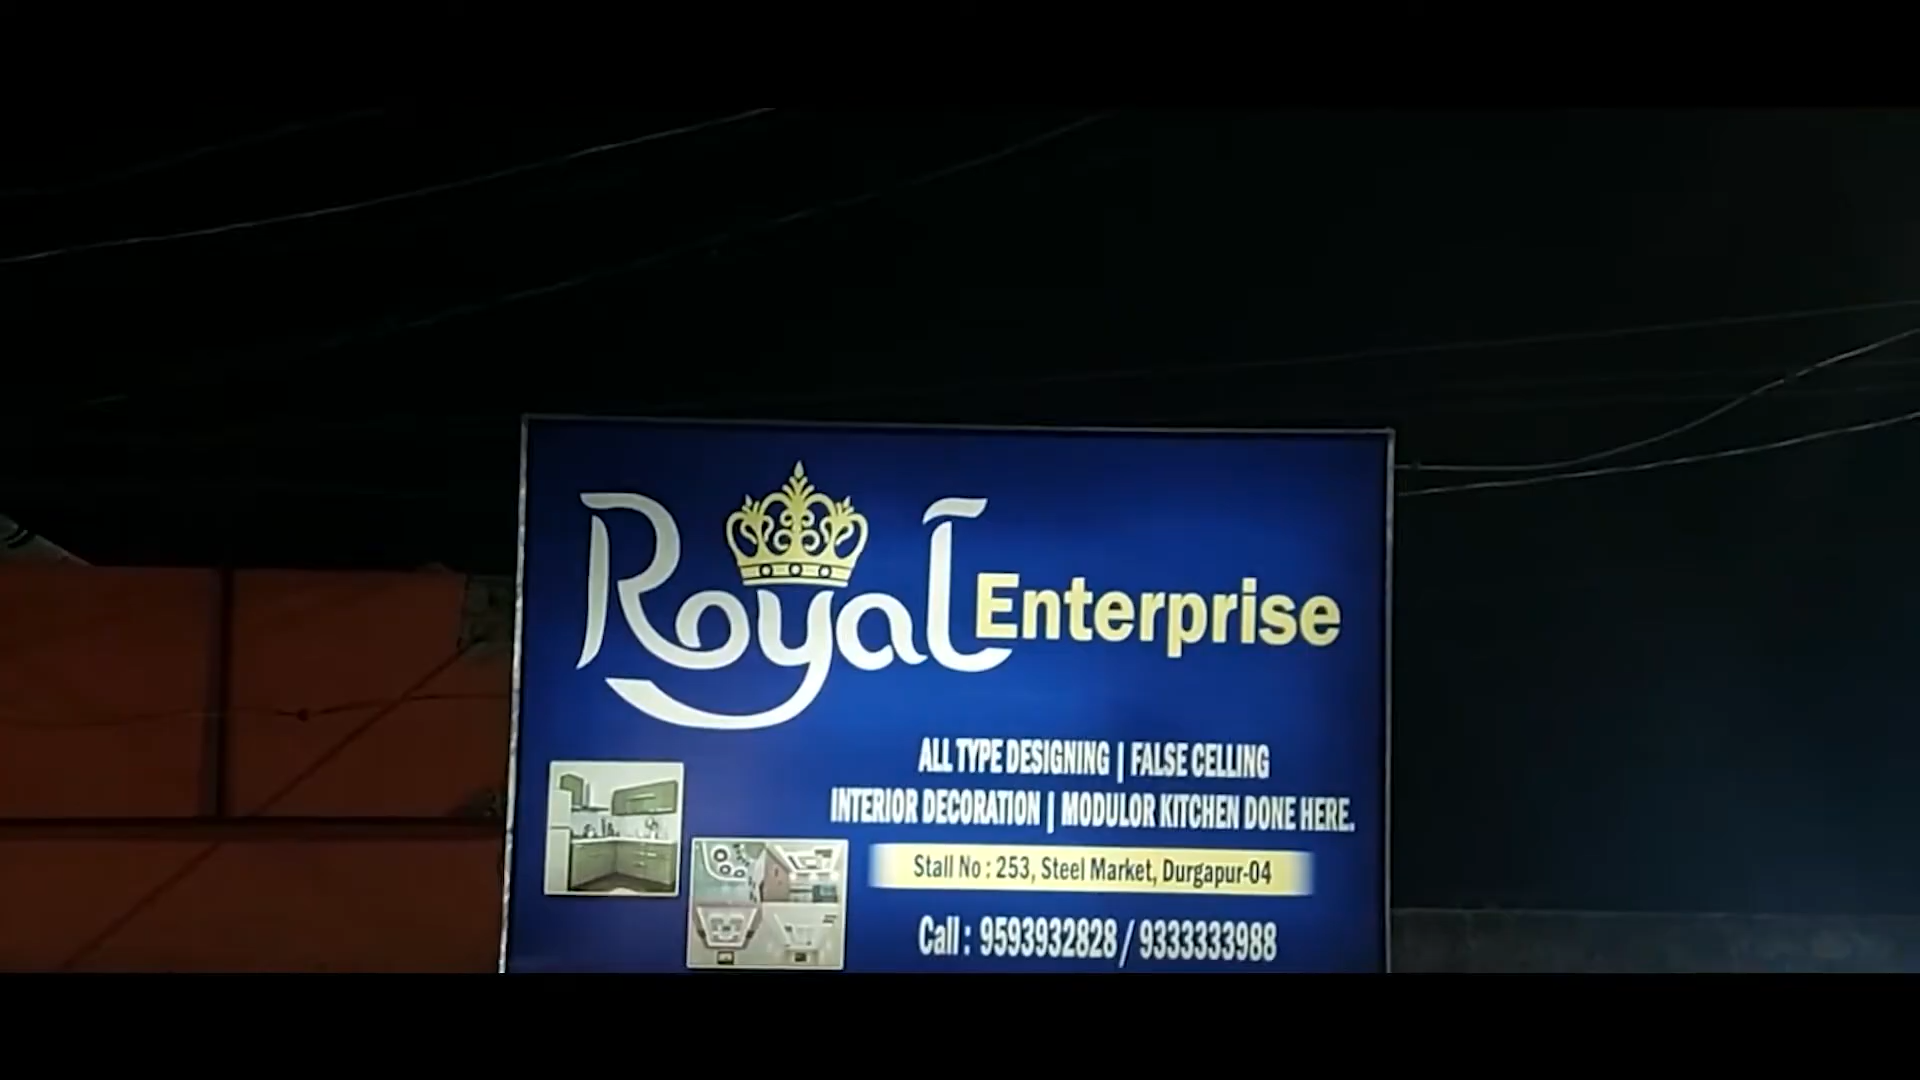 Royal Enterprise
ALL TYPE DESIGNING | FALSE CELLING
INTERIOR DECORATION | MODULOR KITCHEN DONE HERE.
Stall No : 253, Steel Market, Durgapur-04
Call : 9593932828 / 9333333988